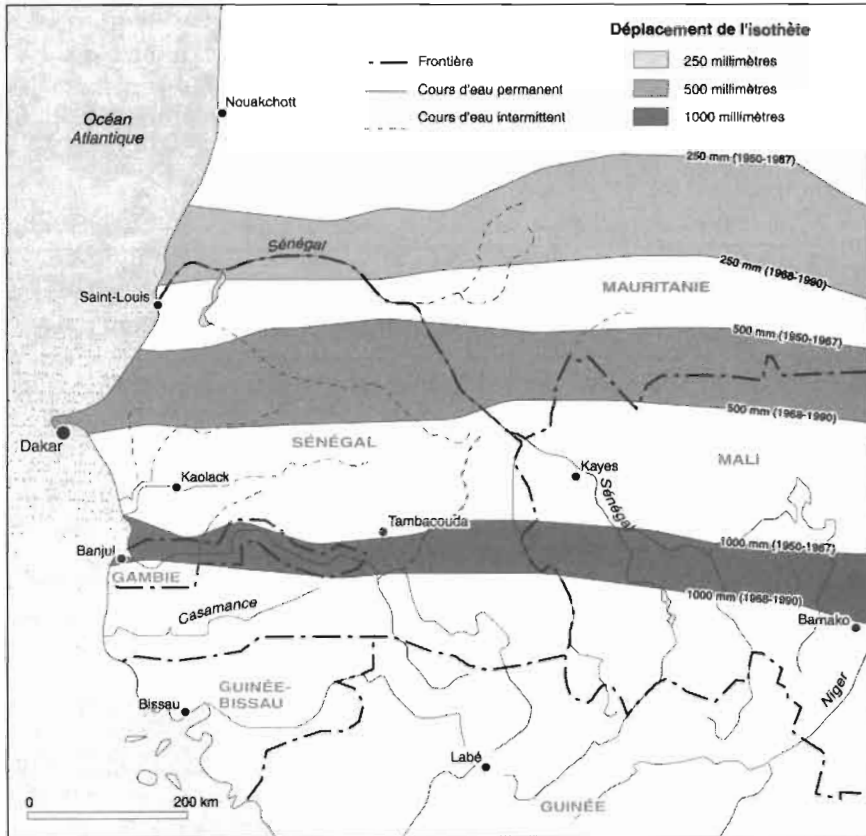 Déplacement de l'isohète
Frontière
250 millimètres
Cours d'eau permanent
500 millimètres
Cours d'eau intermittent
1000 millimètres
Océan
Atlantique
Nouakchott
250 mm (1950-1967)
Sénégal
250 mm (1968-1990)
Saint-Louis
MAURITANIE
500 mm (1950-1967)
500 mm (1968-1990)
Dakar
SÉNÉGAL
MALI
Kaolack
Kayes
Sénégal
Tambacouda
Banjul
1000 mm (1950-1967)
GAMBIE
1000 mm (1968-1990)
Casamance
Bamako
GUINÉE-
BISSAU
Bissau
Niger
Labé
GUINÉE
0
200 km